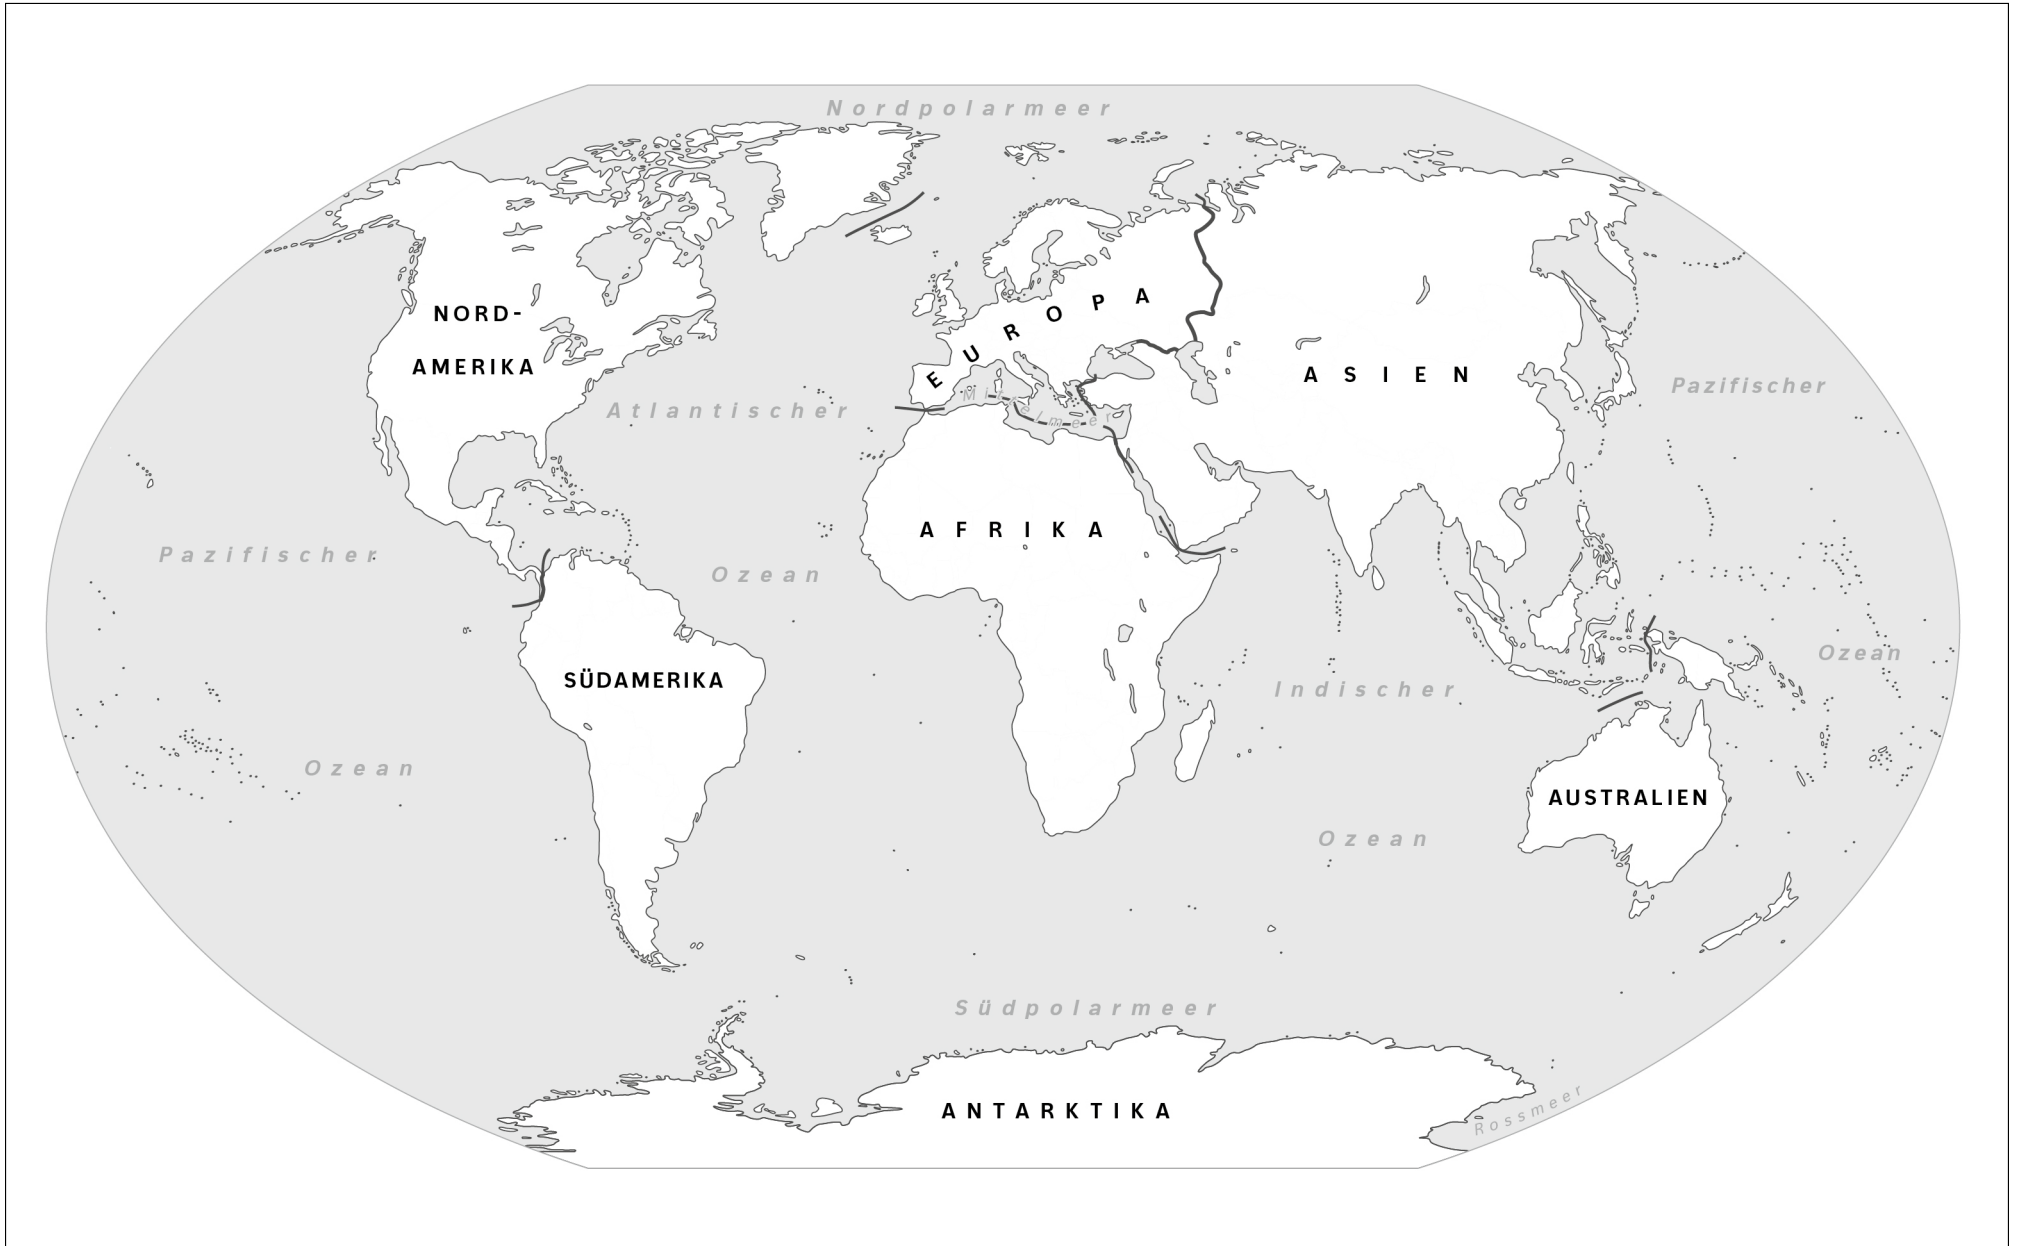 Nordpolarmeer
NORD-
AMERIKA
EUROPA
ASIEN
Pazifischer
Atlantischer
Mittelmeer
AFRIKA
Pazifischer
Ozean
Ozean
SÜDAMERIKA
Indischer
Ozean
AUSTRALIEN
Ozean
Ozean
Südpolarmeer
ANTARKTIKA
Rossmeer